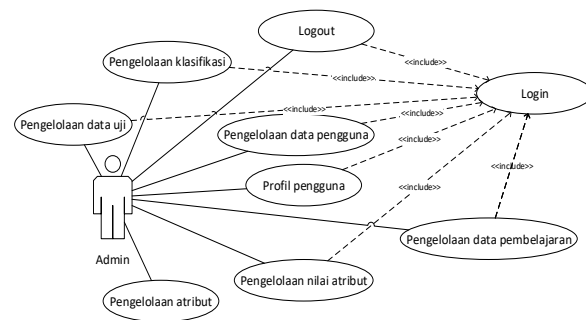 Logout
<<include>>
Pengelolaan klasifikasi
<<include>>
Login
<<include>>
Pengelolaan data uji
<<include>>
Pengelolaan data pengguna
<<include>>
<<include>>
Profil pengguna
<<include>>
Pengelolaan data pembelajaran
Admin
Pengelolaan nilai atribut
Pengelolaan atribut